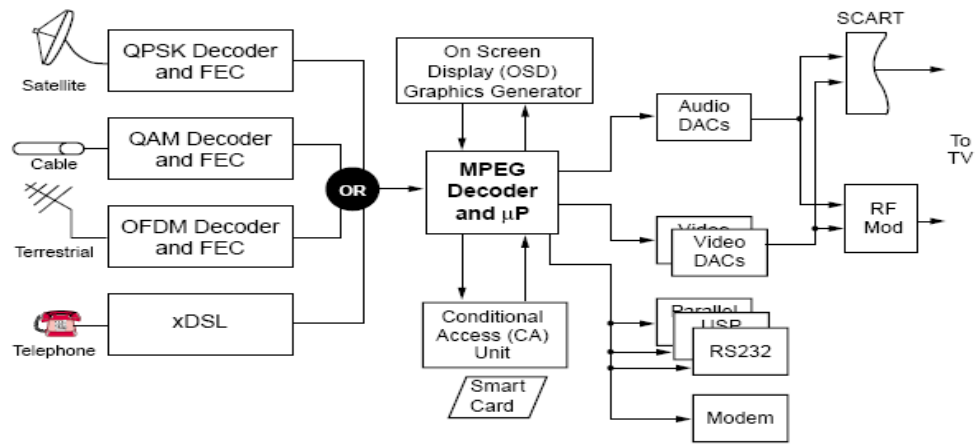 SCART
QPSK Decoder
and FEC
Satellite
On Screen
Display (OSD)
Graphics Generator
Audio
DACs
QAM Decoder
and FEC
Cable
OR
MPEG
Decoder
and μP
To
TV
OFDM Decoder
and FEC
Terrestrial
RF
Mod
Video
Video
DACs
xDSL
Telephone
Conditional
Access (CA)
Unit
Parallel
RS232
Smart
Card
Modem